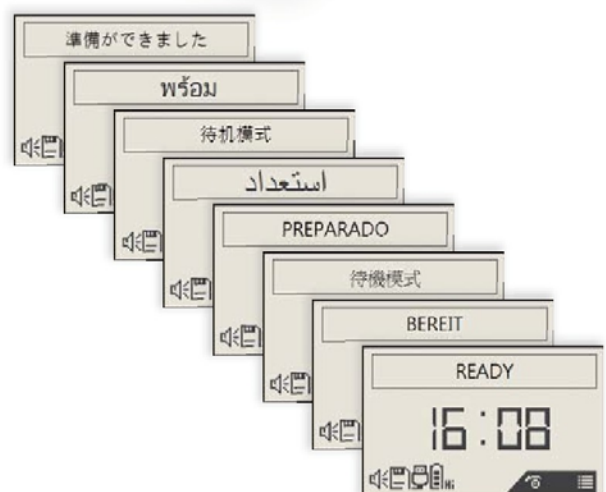 準備ができました
พร้อม
待机模式
استعداد
PREPARADO
待機模式
BEREIT
READY
16:08
Hi